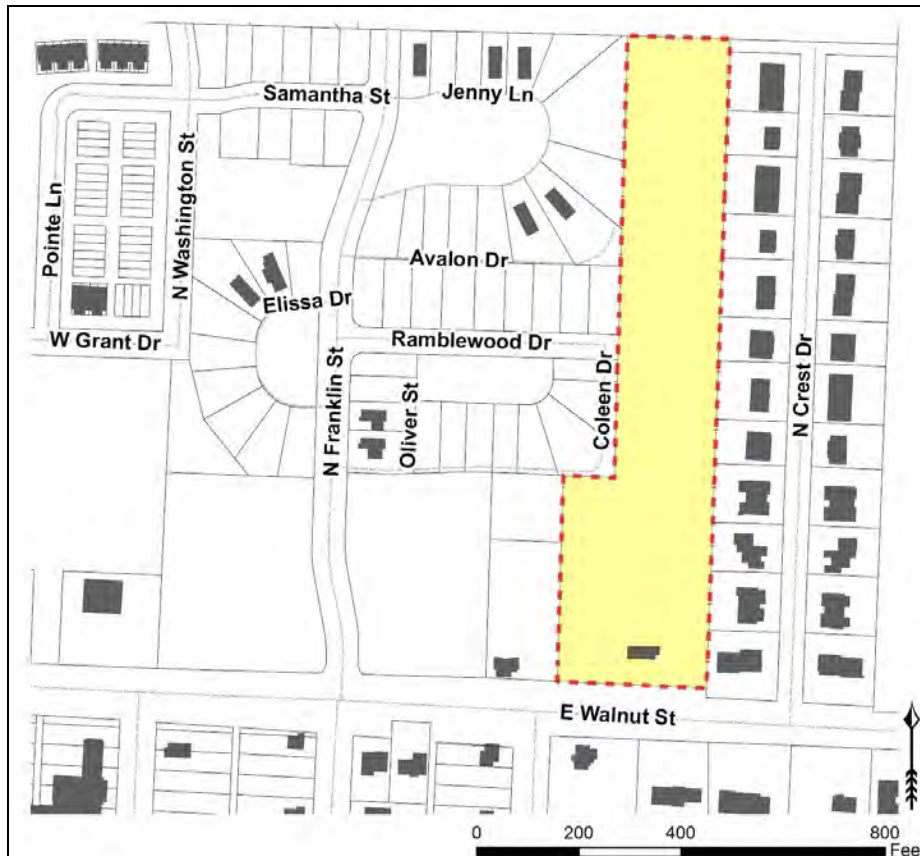 Samantha St
Jenny Ln
N Washington St
Pointe Ln
Avalon Dr
Elissa Dr
W Grant Dr
Ramblewood Dr
Coleen Dr
N Crest Dr
N Franklin St
Oliver St
E Walnut St
0 200 400 800
Feet